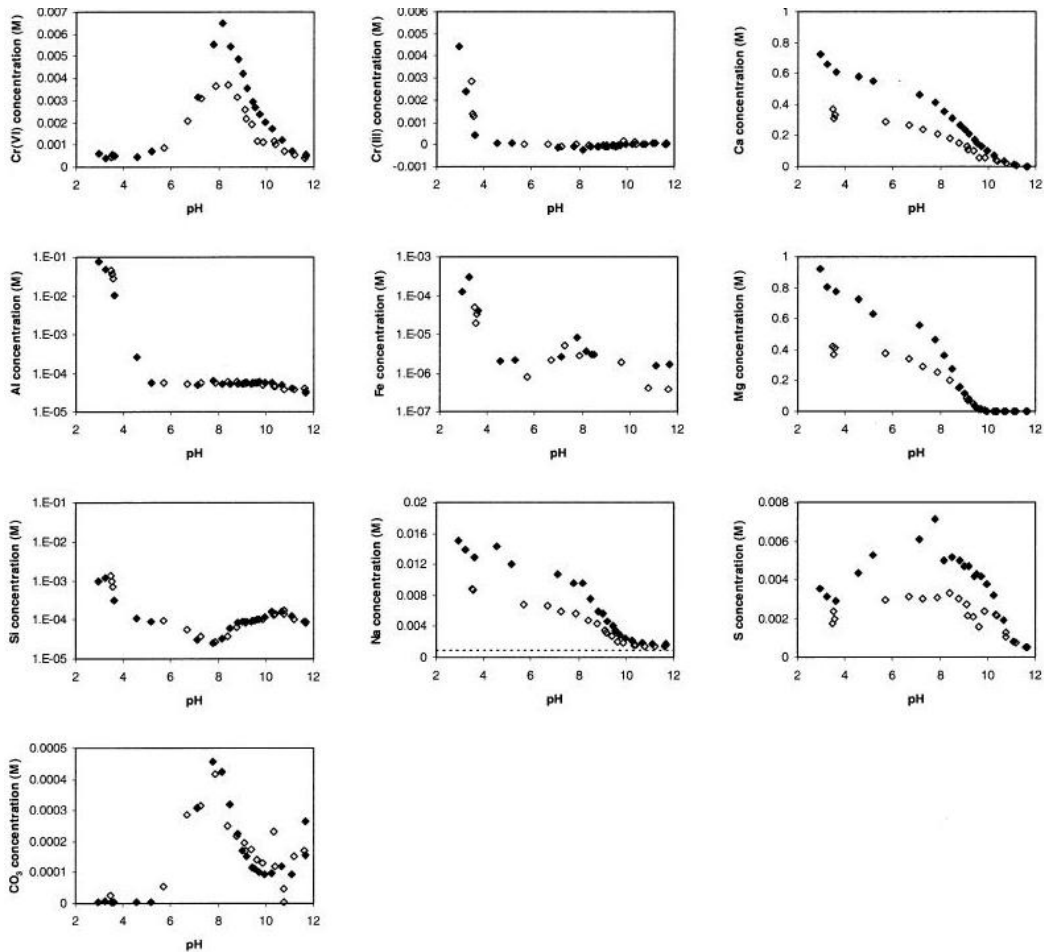 Cr(VI) concentration (M)
0.007
0.006
0.005
0.004
0.003
0.002
0.001
0
2 4 6 8 10 12
pH
Cr(III) concentration (M)
0.006
0.005
0.004
0.003
0.002
0.001
0.000
-0.001
2 4 6 8 10 12
pH
Ca concentration (M)
1
0.8
0.6
0.4
0.2
0
2 4 6 8 10 12
pH
Al concentration (M)
1.E-01
1.E-02
1.E-03
1.E-04
1.E-05
2 4 6 8 10 12
pH
Fe concentration (M)
1.E-03
1.E-04
1.E-05
1.E-06
1.E-07
2 4 6 8 10 12
pH
Mg concentration (M)
1
0.8
0.6
0.4
0.2
0
2 4 6 8 10 12
pH
Si concentration (M)
1.E-01
1.E-02
1.E-03
1.E-04
1.E-05
2 4 6 8 10 12
pH
Na concentration (M)
0.02
0.016
0.012
0.008
0.004
0
2 4 6 8 10 12
pH
S concentration (M)
0.008
0.006
0.004
0.002
0
2 4 6 8 10 12
pH
CO₃ concentration (M)
0.0005
0.0004
0.0003
0.0002
0.0001
0
2 4 6 8 10 12
pH